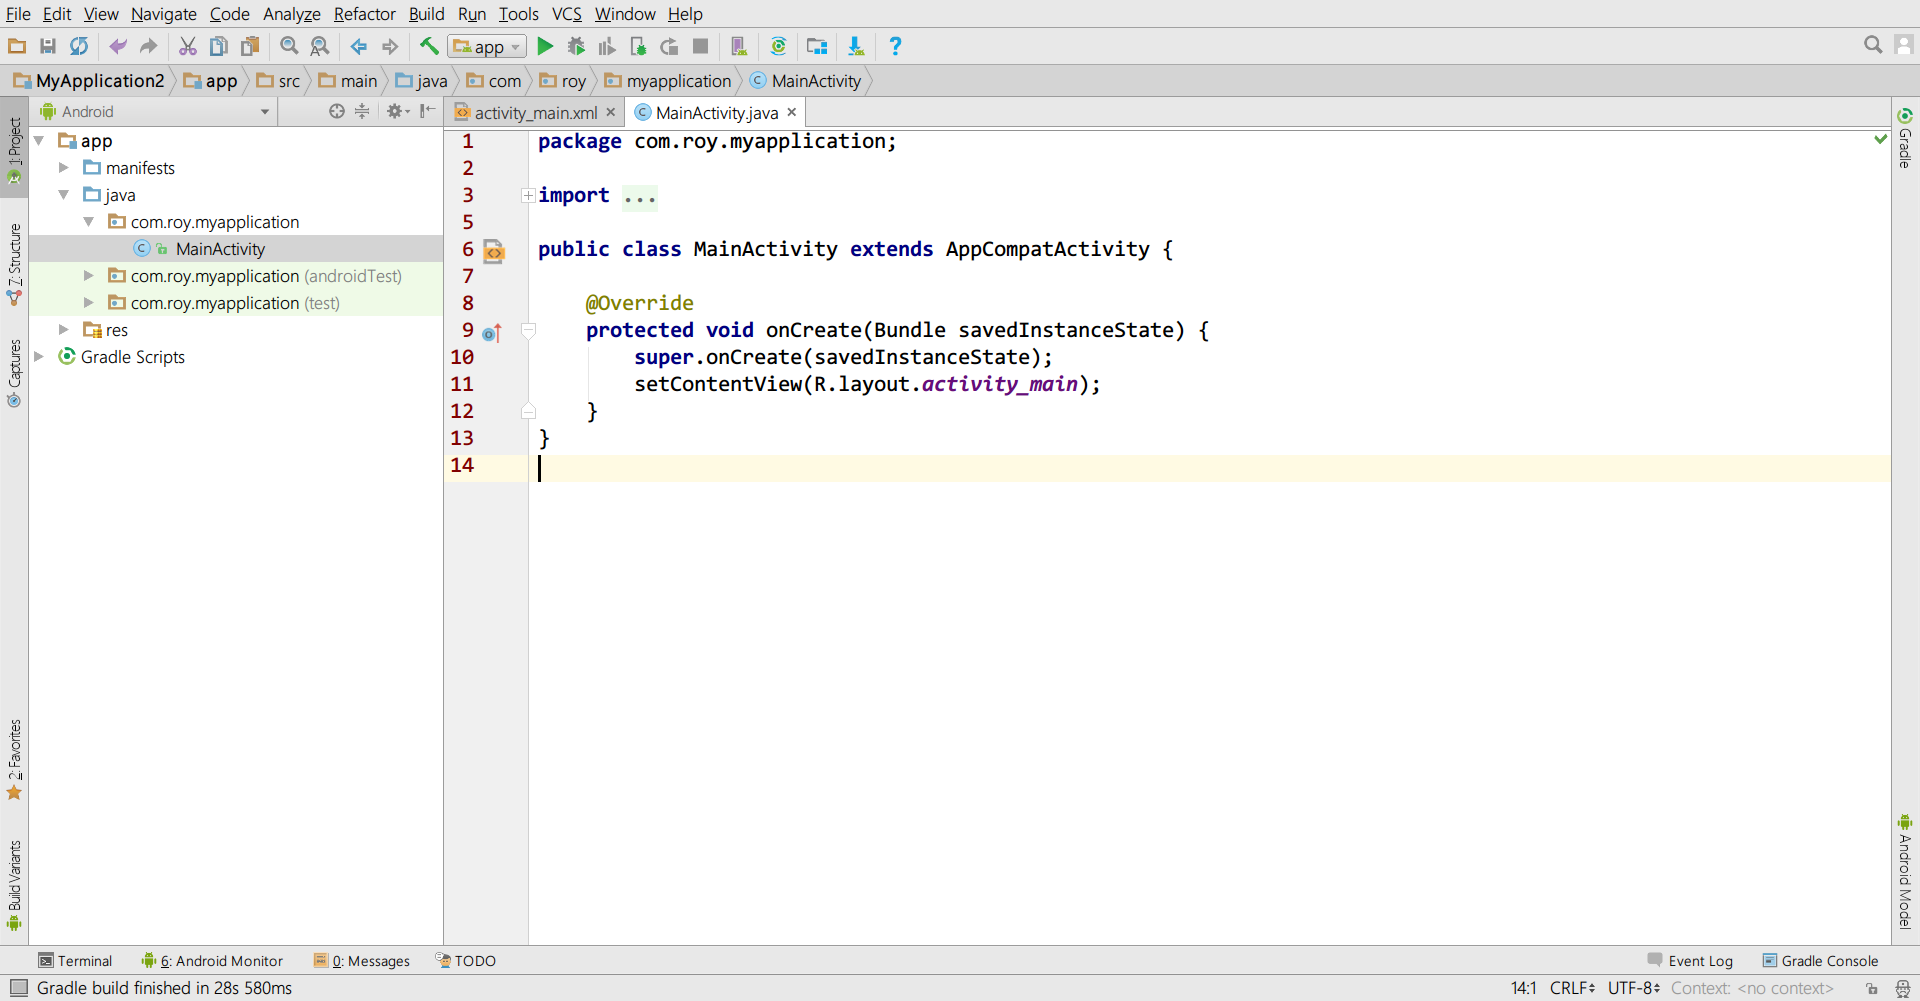 File Edit View Navigate Code Analyze Refactor Build Run Tools VCS Window Help
app
MyApplication2 app src main java com roy myapplication MainActivity
Android
activity_main.xml MainActivity.java
1: Project
7: Structure
Captures
2: Favorites
Build Variants
app
manifests
java
com.roy.myapplication
MainActivity
com.roy.myapplication (androidTest)
com.roy.myapplication (test)
res
Gradle Scripts
1 package com.roy.myapplication;
2
3 import ...
5
6 public class MainActivity extends AppCompatActivity {
7
8 @Override
9 protected void onCreate(Bundle savedInstanceState) {
10 super.onCreate(savedInstanceState);
11 setContentView(R.layout.activity_main);
12 }
13 }
14
Gradle
Android Model
Terminal 6: Android Monitor 0: Messages TODO Event Log Gradle Console
Gradle build finished in 28s 580ms 14:1 CRLF UTF-8 Context: <no context>